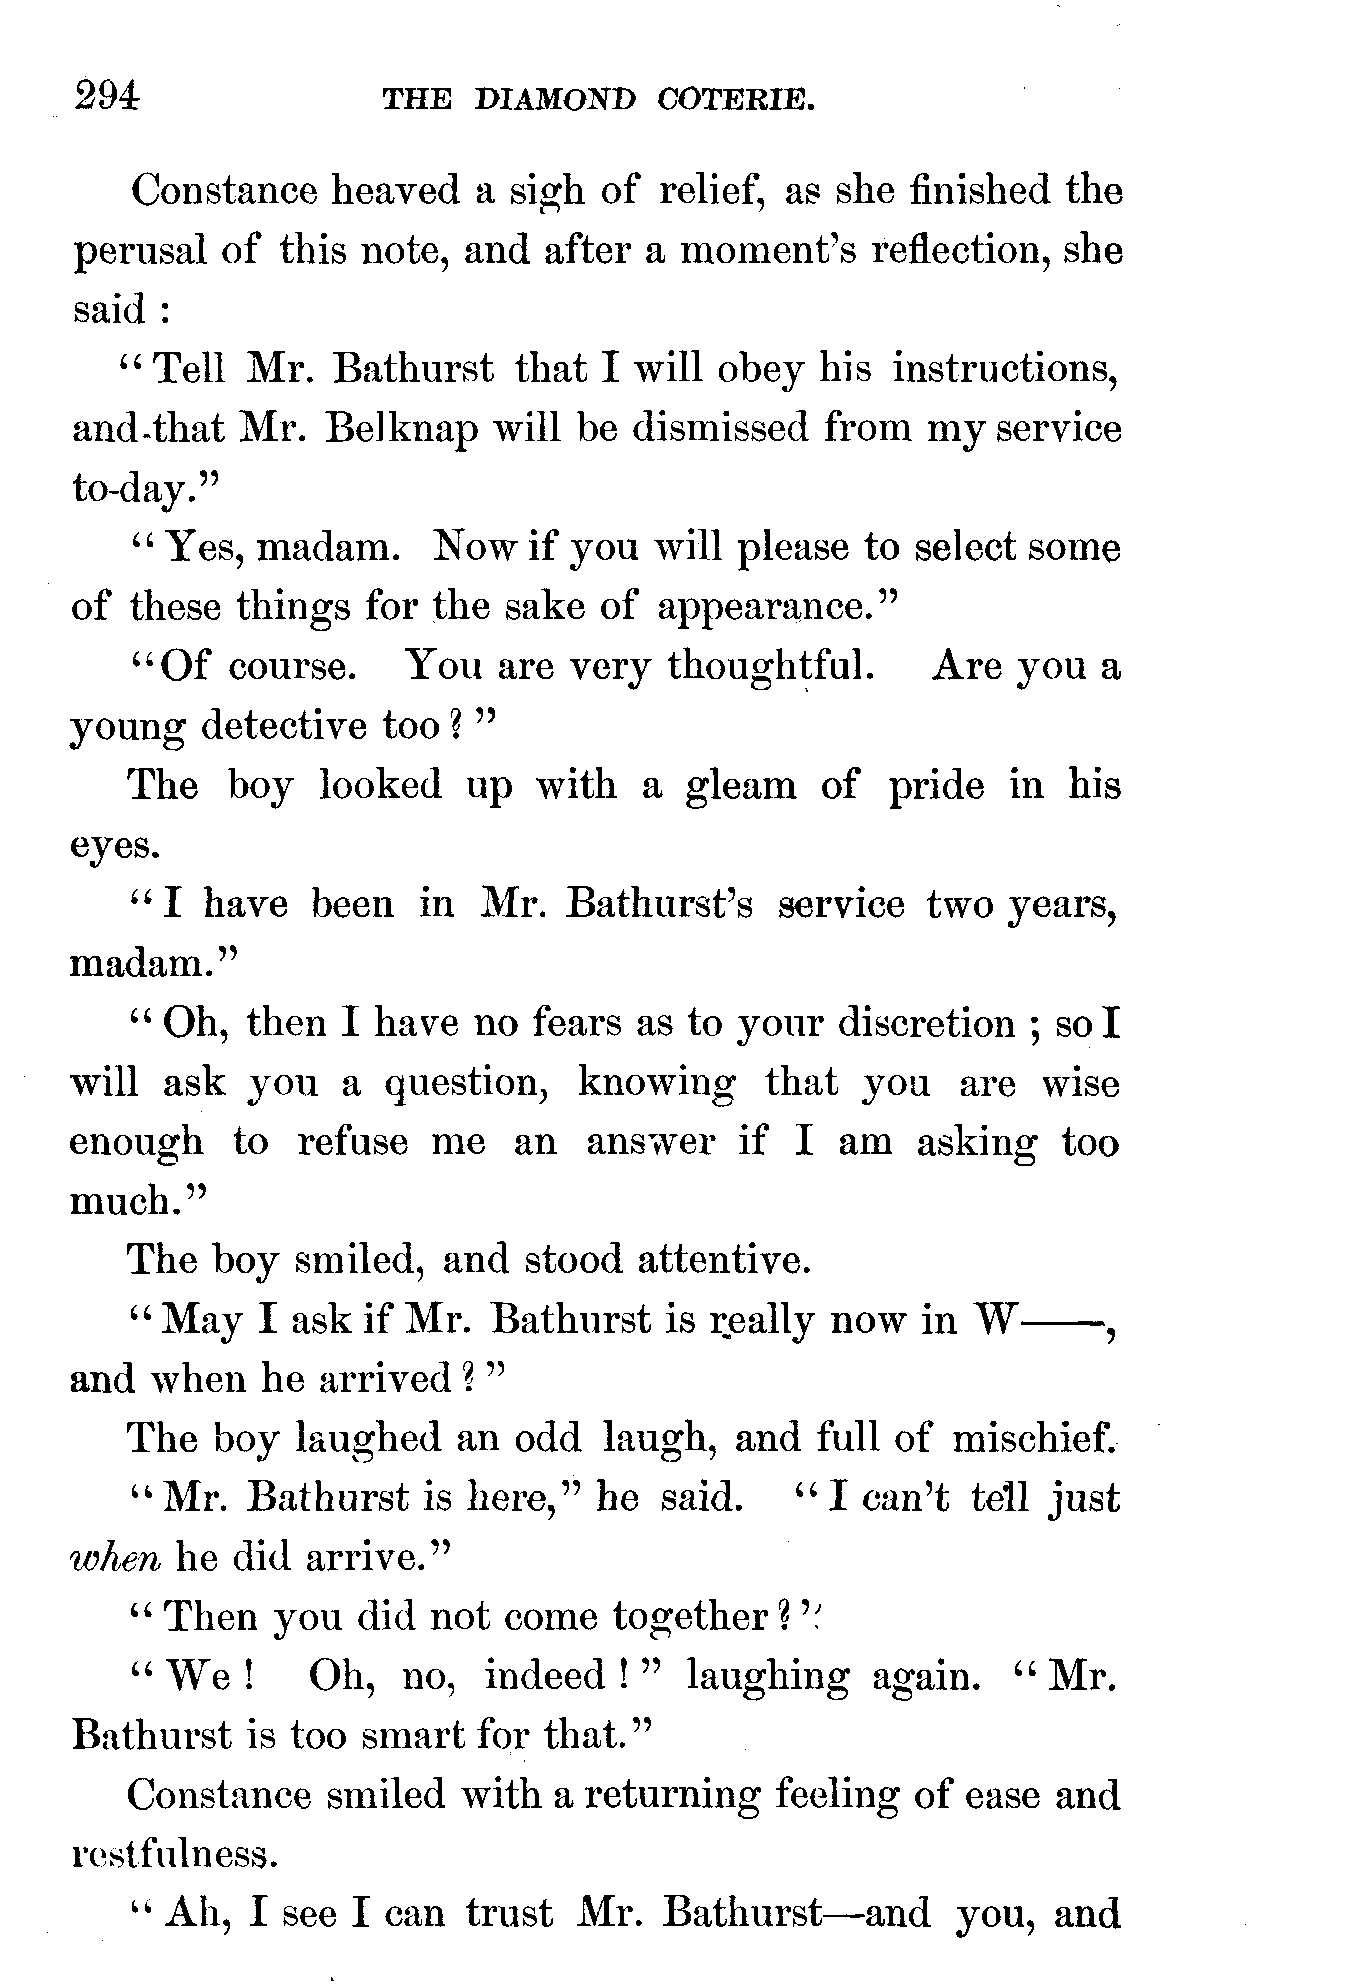 294 THE DIAMOND COTERIE.
Constance heaved a sigh of relief, as she finished the
perusal of this note, and after a moment's reflection, she
said :
“ Tell Mr. Bathurst that I will obey his instructions,
and that Mr. Belknap will be dismissed from my service
to-day.”
“ Yes, madam. Now if you will please to select some
of these things for the sake of appearance.”
“Of course. You are very thoughtful. Are you a
young detective too ? ”
The boy looked up with a gleam of pride in his
eyes.
“ I have been in Mr. Bathurst's service two years,
madam.”
“ Oh, then I have no fears as to your discretion ; so I
will ask you a question, knowing that you are wise
enough to refuse me an answer if I am asking too
much.”
The boy smiled, and stood attentive.
“ May I ask if Mr. Bathurst is really now in W——,
and when he arrived ? ”
The boy laughed an odd laugh, and full of mischief.
“ Mr. Bathurst is here,” he said. “ I can't tell just
when he did arrive.”
“ Then you did not come together ? ”
“ We ! Oh, no, indeed ! ” laughing again. “ Mr.
Bathurst is too smart for that.”
Constance smiled with a returning feeling of ease and
restfulness.
“ Ah, I see I can trust Mr. Bathurst—and you, and